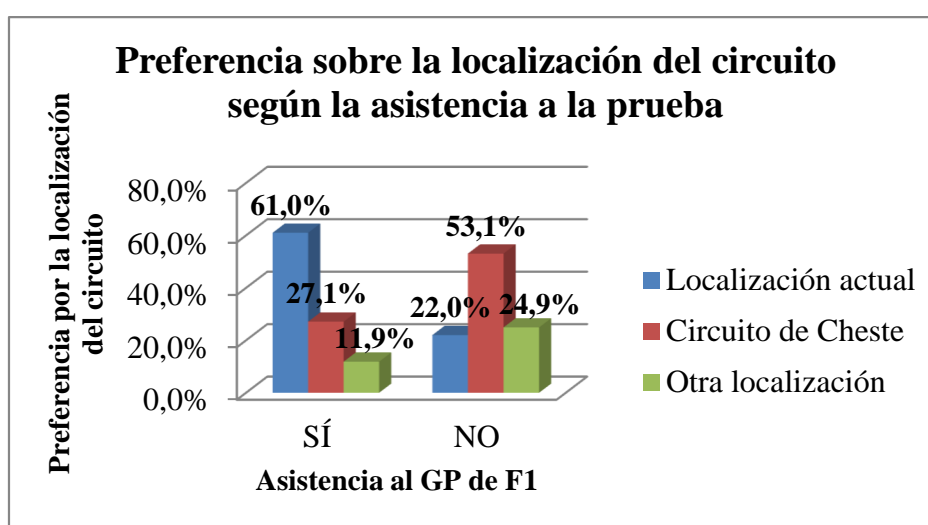 Preferencia sobre la localización del circuito
según la asistencia a la prueba
Preferencia por la localización
del circuito
80,0%
60,0%
40,0%
20,0%
0,0%
61,0%
27,1%
11,9%
22,0%
53,1%
24,9%
SÍ
NO
Asistencia al GP de F1
Localización actual
Circuito de Cheste
Otra localización